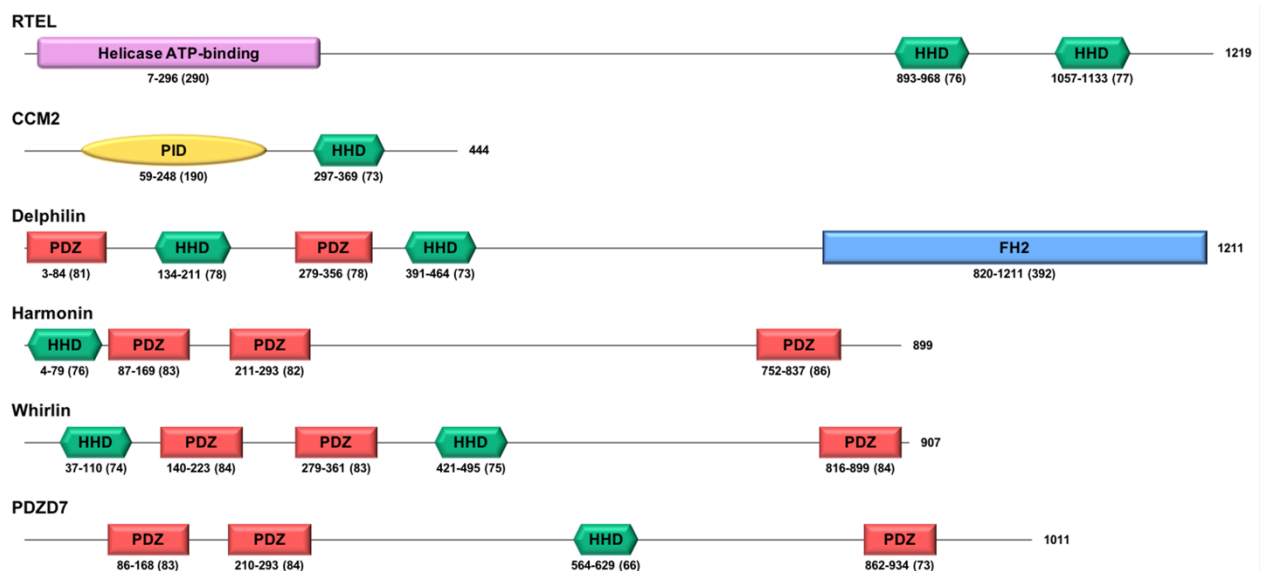 RTEL
Helicase ATP-binding HHD HHD 1219
7-296 (290) 893-968 (76) 1057-1133 (77)
CCM2
PID HHD 444
59-248 (190) 297-369 (73)
Delphilin
PDZ HHD PDZ HHD FH2 1211
3-84 (81) 134-211 (78) 279-356 (78) 391-464 (73) 820-1211 (392)
Harmonin
HHD PDZ PDZ PDZ 899
4-79 (76) 87-169 (83) 211-293 (82) 752-837 (86)
Whirlin
HHD PDZ PDZ HHD PDZ 907
37-110 (74) 140-223 (84) 279-361 (83) 421-495 (75) 816-899 (84)
PDZD7
PDZ PDZ HHD PDZ 1011
86-168 (83) 210-293 (84) 564-629 (66) 862-934 (73)